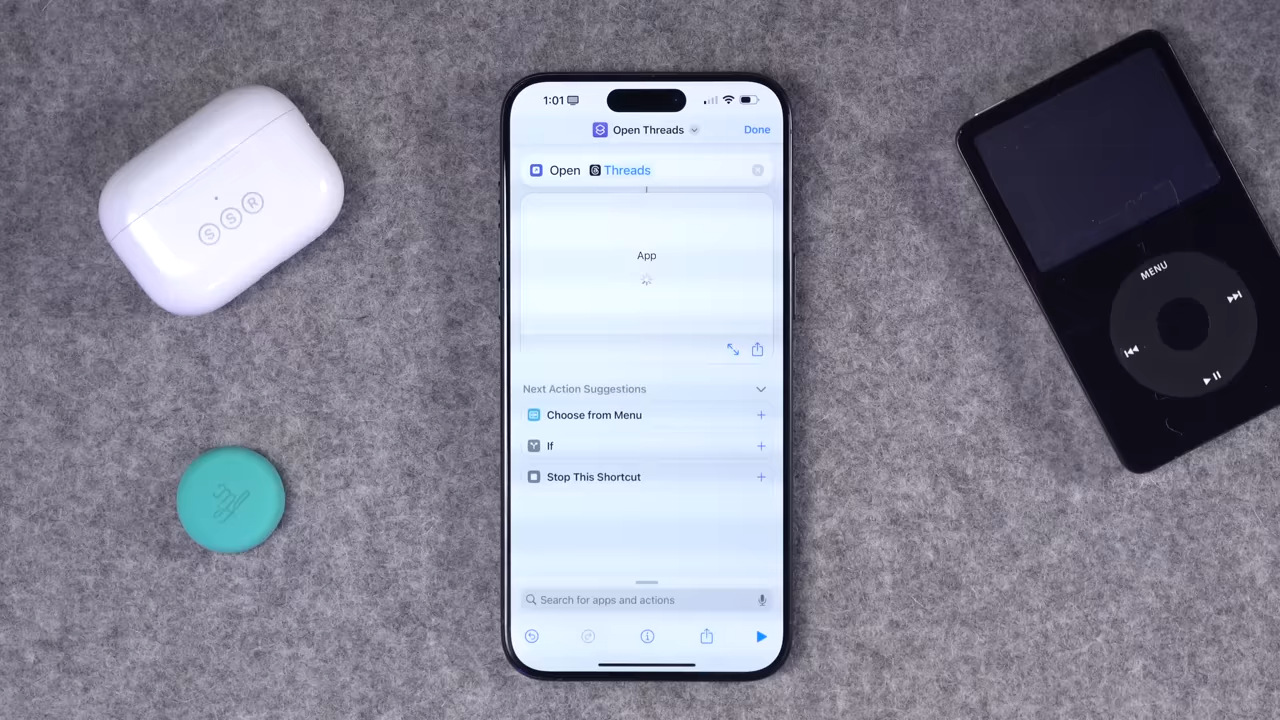 S S R
1:01
Open Threads
Done
Open Threads
App
Next Action Suggestions
Choose from Menu
If
Stop This Shortcut
Search for apps and actions
MENU